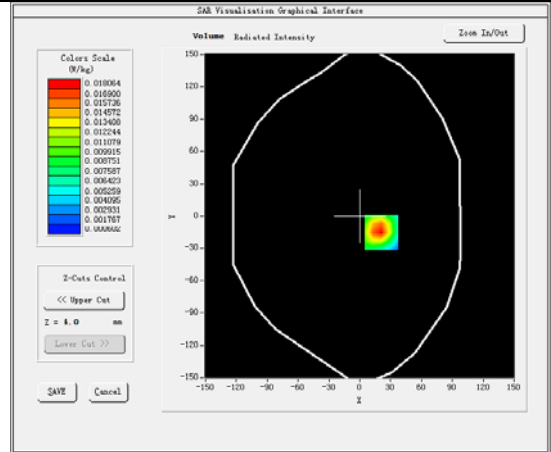 SAR Visualisation Graphical Interface
Volume Radiated Intensity
Zoom In/Out
Colors Scale
(W/kg)
0.018064
0.016900
0.015736
0.014572
0.013408
0.012244
0.011079
0.009915
0.008751
0.007587
0.006423
0.005259
0.004095
0.002931
0.001767
0.000602
150
120
90
60
30
Y
0
-30
-60
-90
-120
-150
-150 -120 -90 -60 -30 0 30 60 90 120 150
X
Z-Cuts Control
<< Upper Cut
Z = 4.0 mm
Lower Cut >>
SAVE Cancel